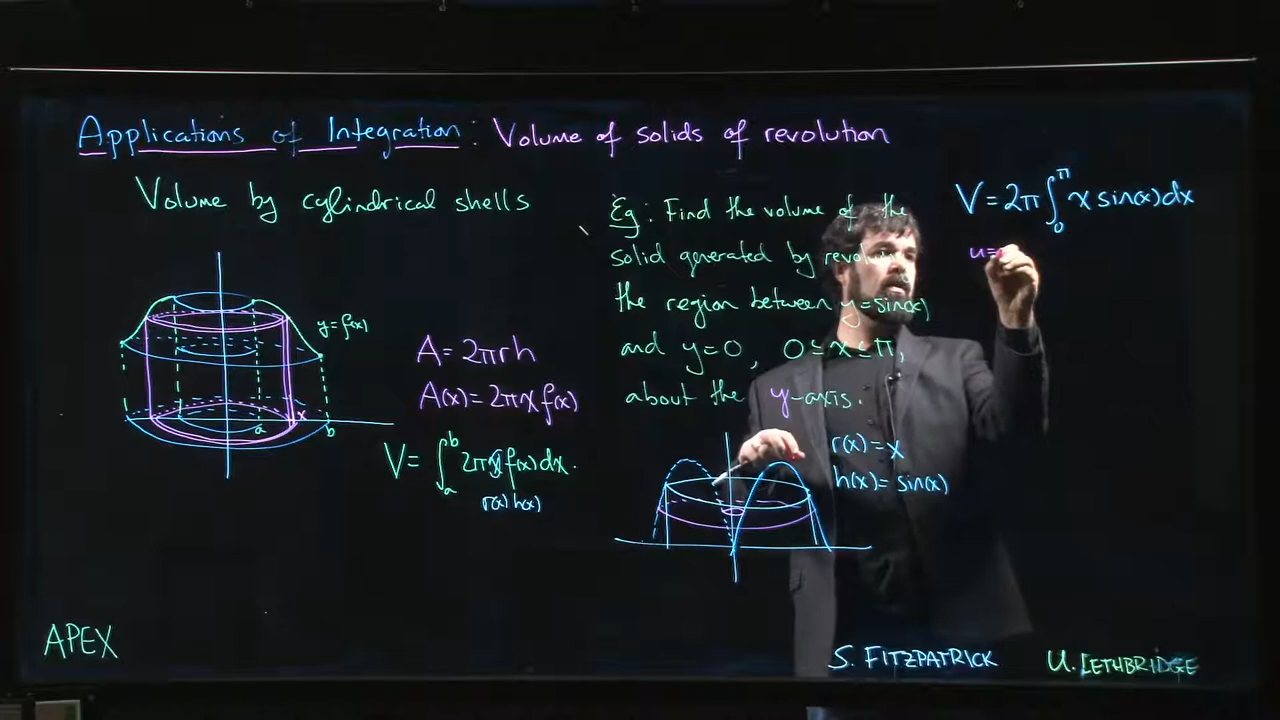 Applications of Integration: Volume of solids of revolution
Volume by cylindrical shells
y=f(x)
x
a
b
A=2πrh
A(x)=2πx f(x)
V= ∫_a^b 2πx f(x)dx.
r(x) h(x)
Eg: Find the volume of the
solid generated by revolving
the region between y=sin(x)
and y=0, 0≤x≤π,
about the y-axis.
r(x)=x
h(x)= sin(x)
V=2π∫_0^π x sin(x)dx
u=
APEX
S. FITZPATRICK
U. LETHBRIDGE